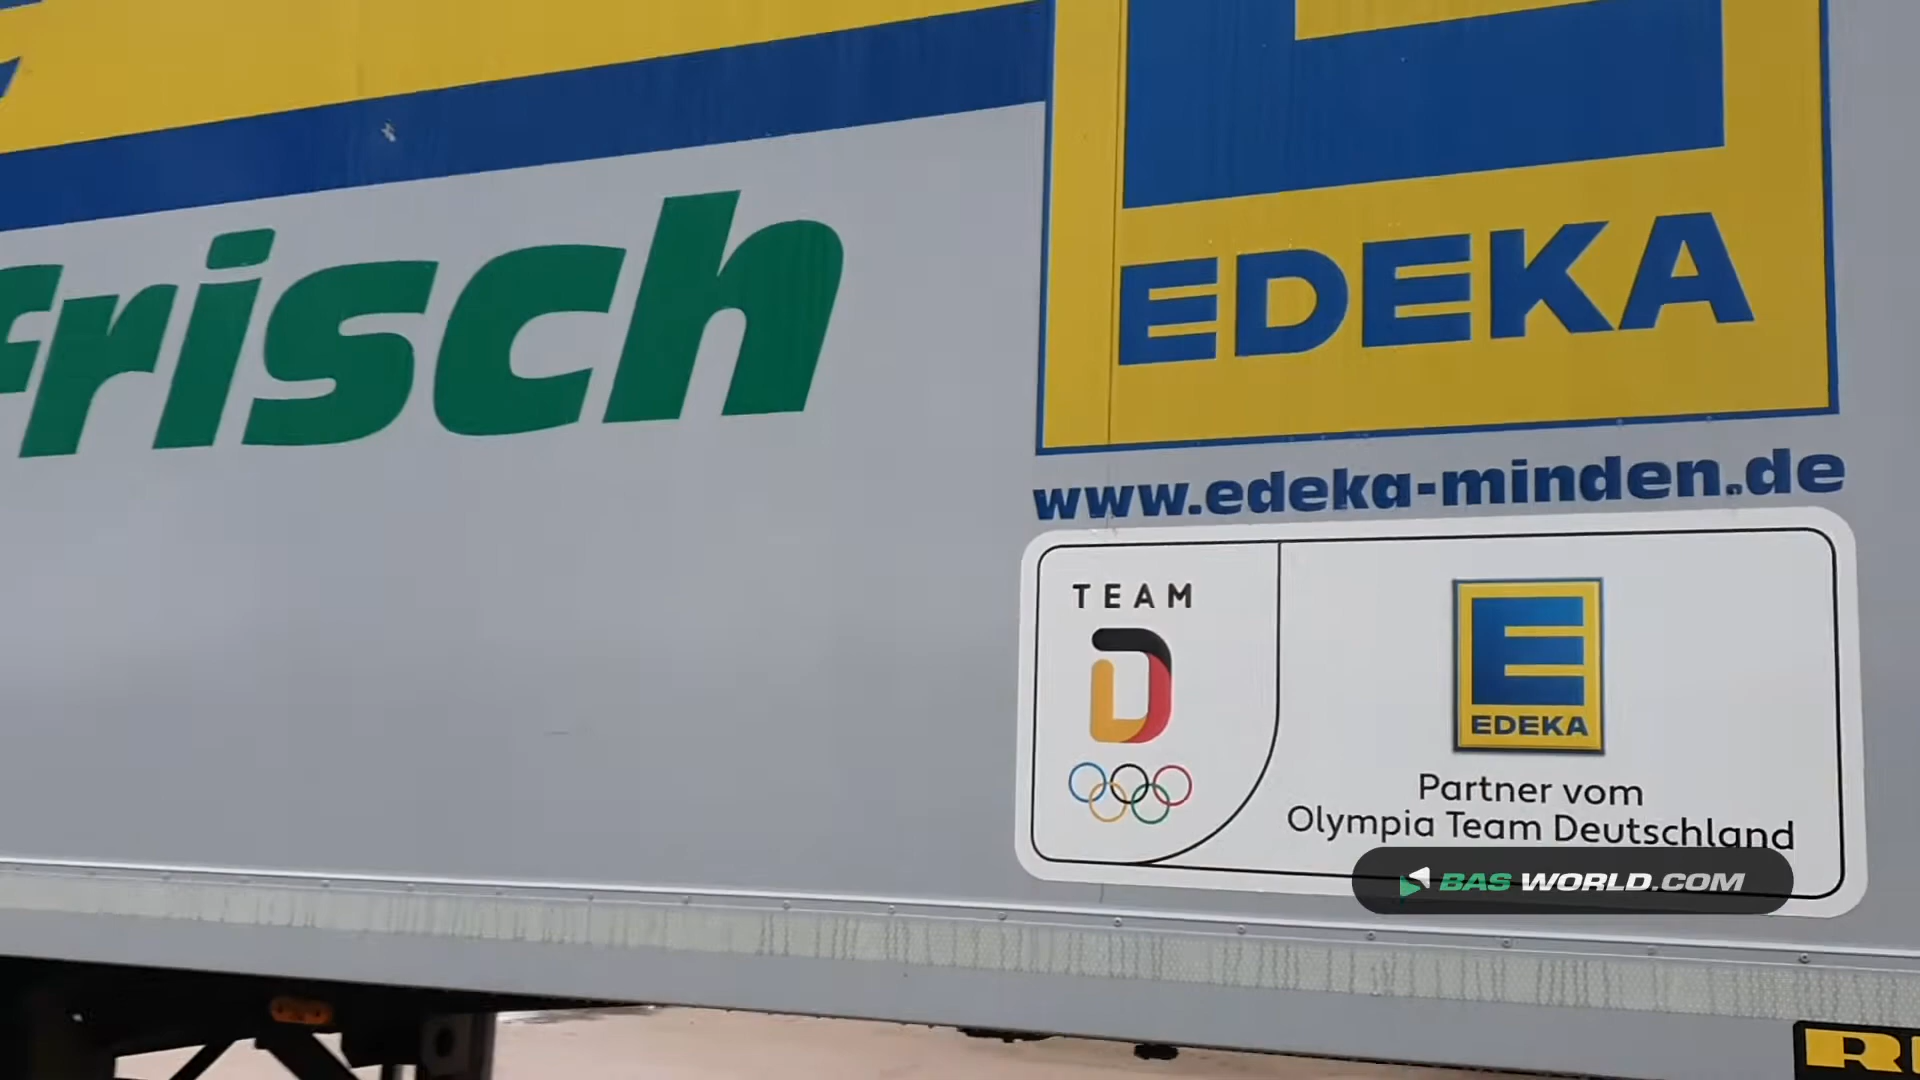 frisch
EDEKA
www.edeka-minden.de
TEAM
D
E
EDEKA
Partner vom
Olympia Team Deutschland
BAS WORLD.COM